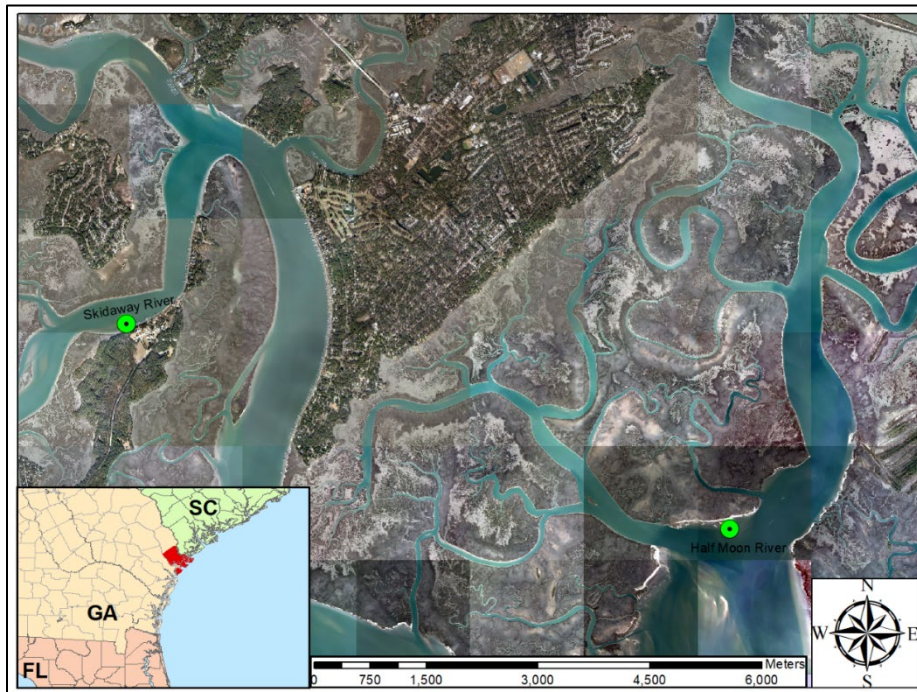 Skidaway River
Half Moon River
SC
GA
FL
N
W E
S
Meters
0 750 1,500 3,000 4,500 6,000